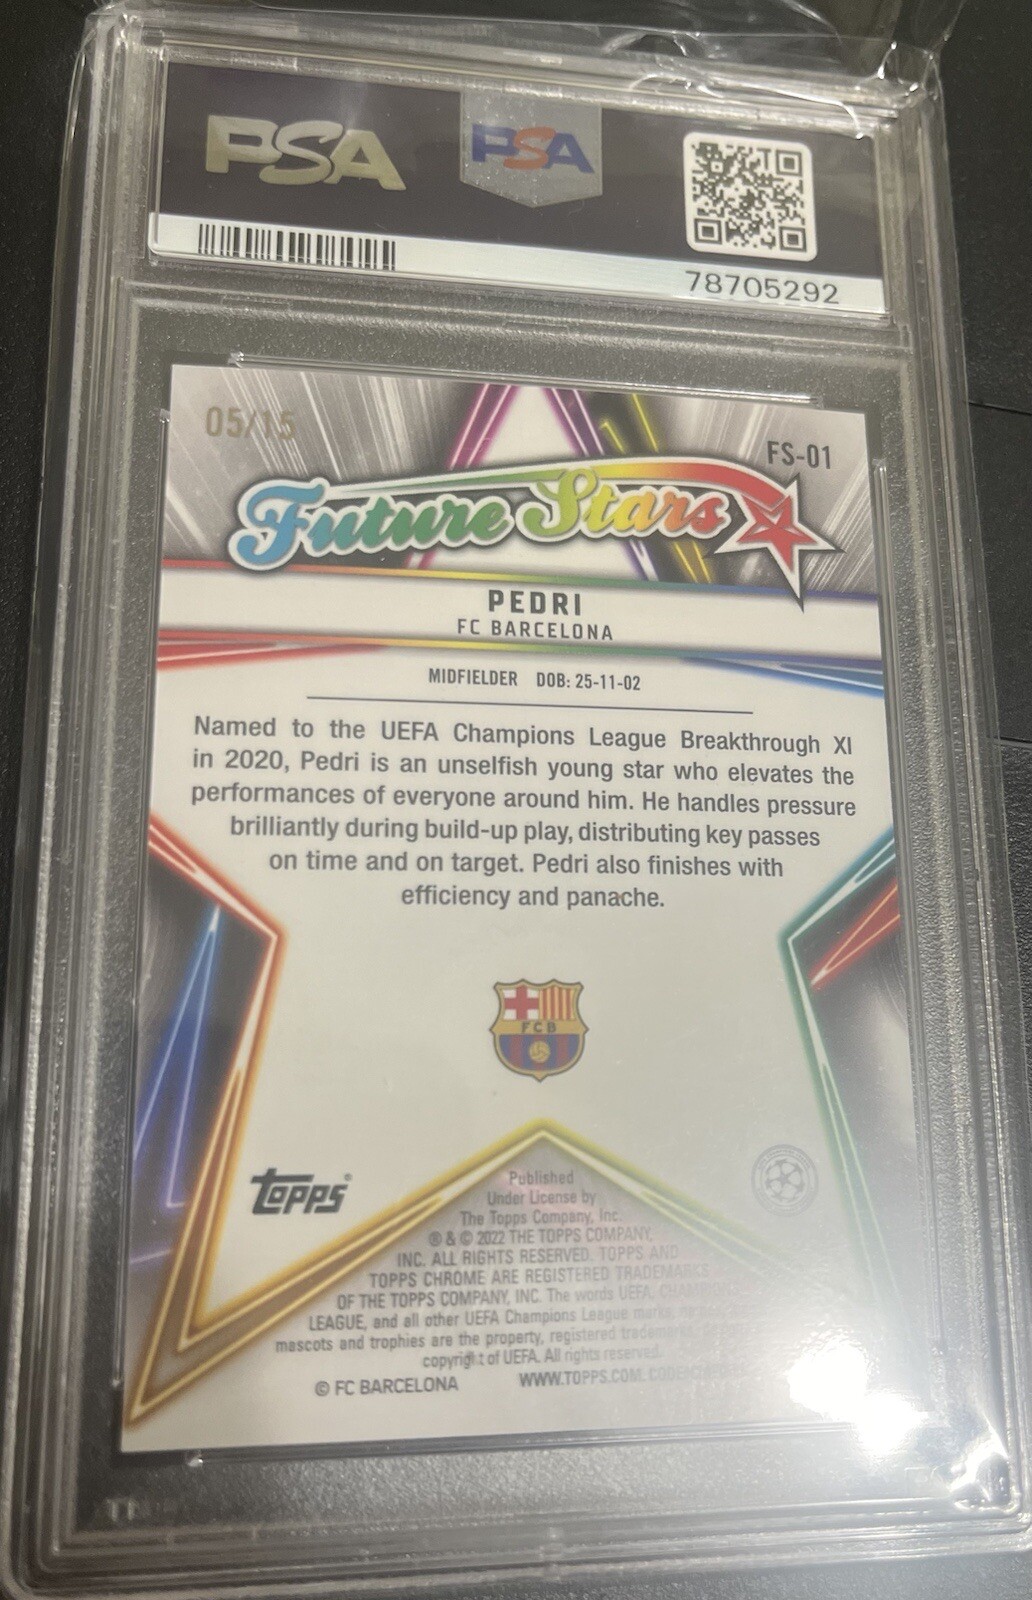 PSA
PSA
78705292
05/15
FS-01
Future Stars
PEDRI
FC BARCELONA
MIDFIELDER DOB: 25-11-02
Named to the UEFA Champions League Breakthrough XI
in 2020, Pedri is an unselfish young star who elevates the
performances of everyone around him. He handles pressure
brilliantly during build-up play, distributing key passes
on time and on target. Pedri also finishes with
efficiency and panache.
FCB
topps
Published
Under License by
The Topps Company, Inc.
® & © 2022 THE TOPPS COMPANY,
INC. ALL RIGHTS RESERVED. TOPPS AND
TOPPS CHROME ARE REGISTERED TRADEMARKS
OF THE TOPPS COMPANY, INC. The words UEFA, CHAMPIONS
LEAGUE, and all other UEFA Champions League marks,
mascots and trophies are the property, registered trademarks
copyright of UEFA. All rights reserved.
© FC BARCELONA
WWW.TOPPS.COM.